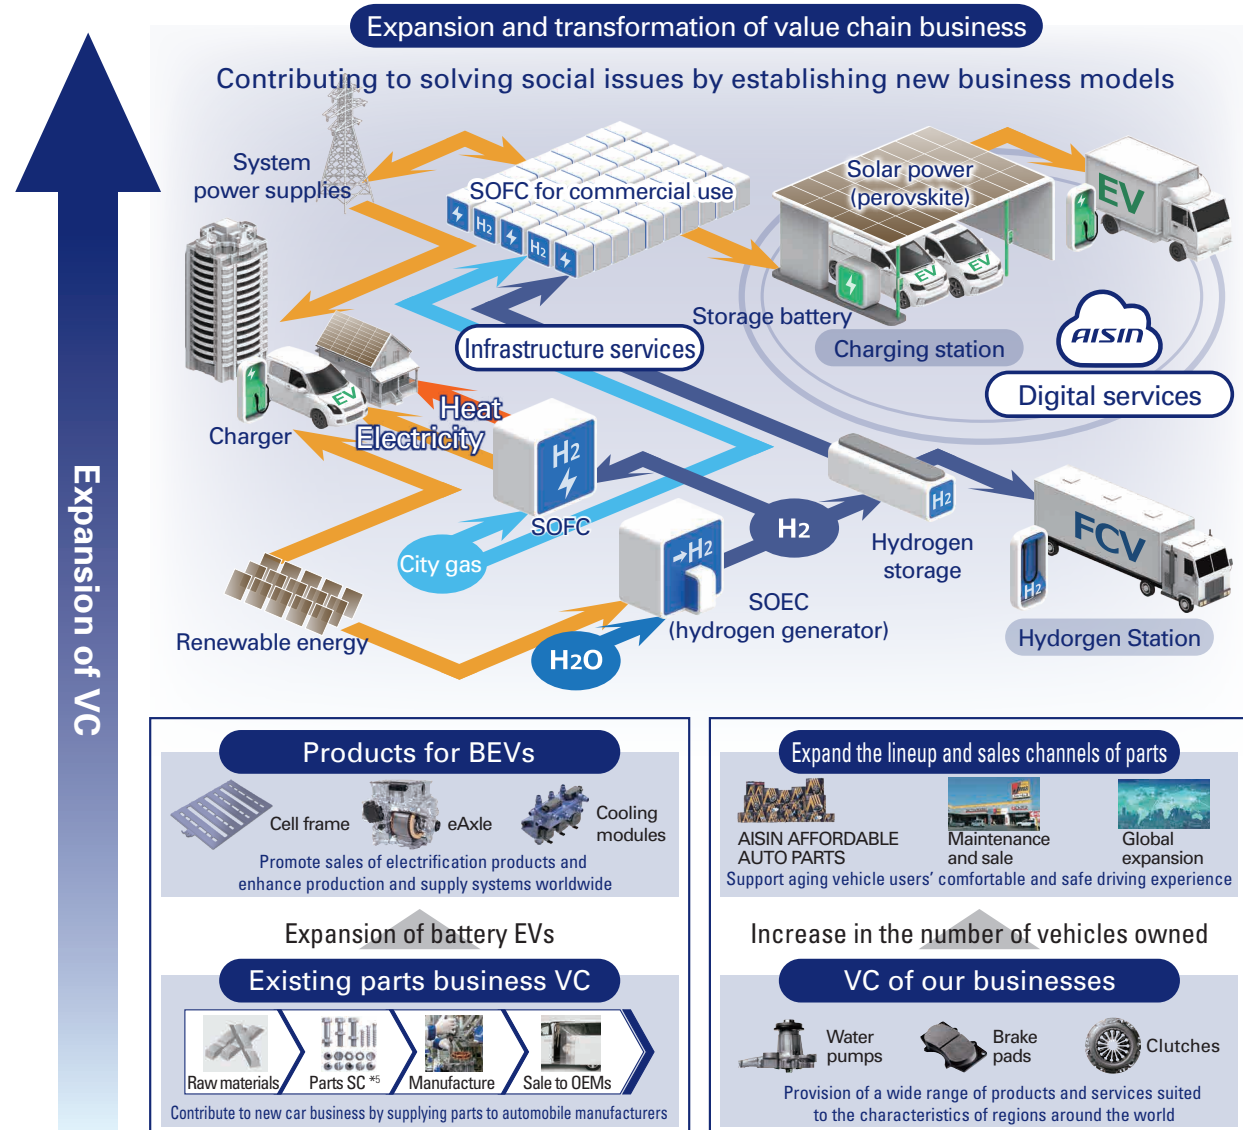 Expansion and transformation of value chain business
Contributing to solving social issues by establishing new business models
System
power supplies
SOFC for commercial use
Solar power
(perovskite)
EV
H2
H2
EV
EV
Storage battery
Charging station
AISIN
Digital services
Infrastructure services
EV
Charger
Heat
Electricity
H2
SOFC
City gas
H2
H2
Hydrogen
storage
FCV
H2
Hydorgen Station
→H2
SOEC
(hydrogen generator)
H2O
Renewable energy
Expansion of VC
Products for BEVs
Cell frame
eAxle
Cooling
modules
Promote sales of electrification products and
enhance production and supply systems worldwide
Expansion of battery EVs
Existing parts business VC
Raw materials
Parts SC *5
Manufacture
Sale to OEMs
Contribute to new car business by supplying parts to automobile manufacturers
Expand the lineup and sales channels of parts
AISIN AFFORDABLE
AUTO PARTS
Maintenance
and sale
Global
expansion
Support aging vehicle users’ comfortable and safe driving experience
Increase in the number of vehicles owned
VC of our businesses
Water
pumps
Brake
pads
Clutches
Provision of a wide range of products and services suited
to the characteristics of regions around the world